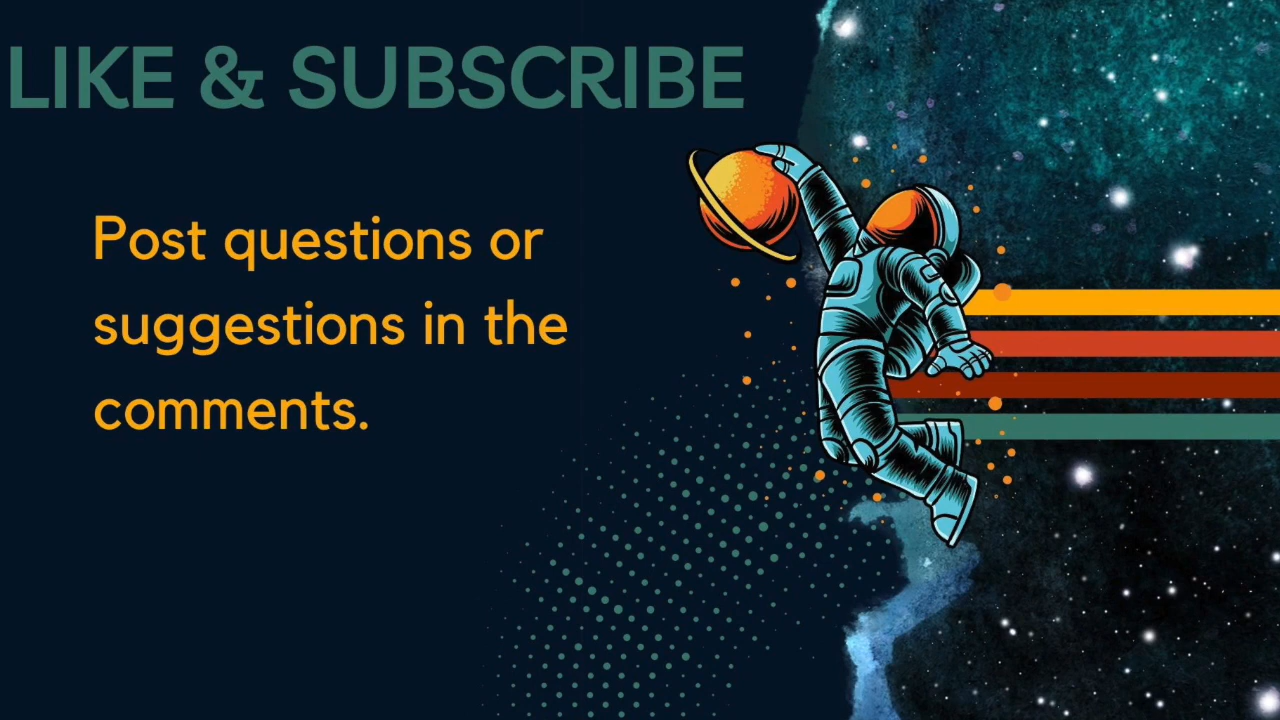 LIKE & SUBSCRIBE
Post questions or
suggestions in the
comments.